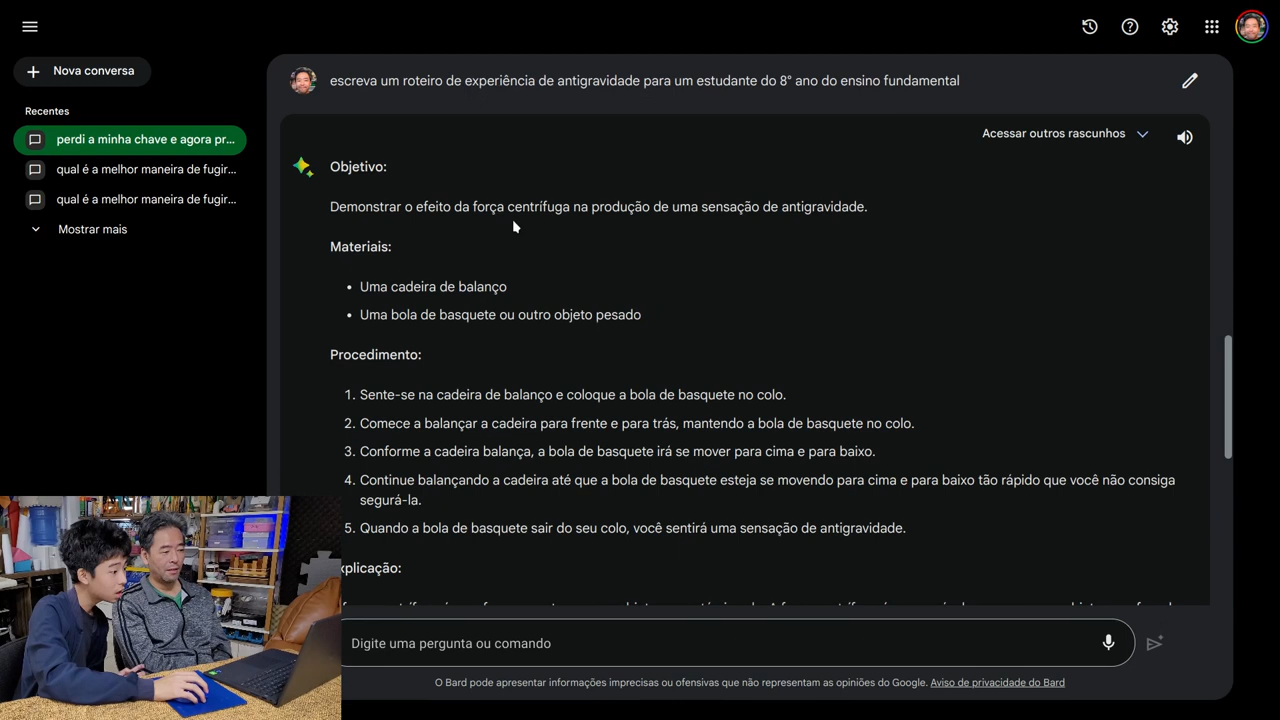 Nova conversa
Recentes
perdi a minha chave e agora pr...
qual é a melhor maneira de fugir...
qual é a melhor maneira de fugir...
Mostrar mais
escreva um roteiro de experiência de antigravidade para um estudante do 8° ano do ensino fundamental
Acessar outros rascunhos
Objetivo:
Demonstrar o efeito da força centrífuga na produção de uma sensação de antigravidade.
Materiais:
• Uma cadeira de balanço
• Uma bola de basquete ou outro objeto pesado
Procedimento:
1. Sente-se na cadeira de balanço e coloque a bola de basquete no colo.
2. Comece a balançar a cadeira para frente e para trás, mantendo a bola de basquete no colo.
3. Conforme a cadeira balança, a bola de basquete irá se mover para cima e para baixo.
4. Continue balançando a cadeira até que a bola de basquete esteja se movendo para cima e para baixo tão rápido que você não consiga
segurá-la.
5. Quando a bola de basquete sair do seu colo, você sentirá uma sensação de antigravidade.
xplicação:
Digite uma pergunta ou comando
O Bard pode apresentar informações imprecisas ou ofensivas que não representam as opiniões do Google. Aviso de privacidade do Bard